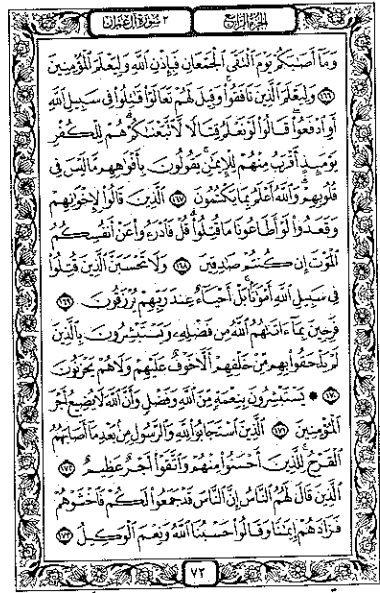 الجزء الرابع
٣ سورة آل عمران
وَمَآ أَصَٰبَكُمْ يَوْمَ ٱلْتَقَى ٱلْجَمْعَانِ فَبِإِذْنِ ٱللَّهِ وَلِيَعْلَمَ ٱلْمُؤْمِنِينَ
١٦٦ وَلِيَعْلَمَ ٱلَّذِينَ نَافَقُوا۟ وَقِيلَ لَهُمْ تَعَالَوْا۟ قَٰتِلُوا۟ فِى سَبِيلِ ٱللَّهِ
أَوِ ٱدْفَعُوا۟ قَالُوا۟ لَوْ نَعْلَمُ قِتَالًا لَّٱتَّبَعْنَٰكُمْ هُمْ لِلْكُفْرِ
يَوْمَئِذٍ أَقْرَبُ مِنْهُمْ لِلْإِيمَٰنِ يَقُولُونَ بِأَفْوَٰهِهِم مَّا لَيْسَ فِى
قُلُوبِهِمْ وَٱللَّهُ أَعْلَمُ بِمَا يَكْتُمُونَ ١٦٧ ٱلَّذِينَ قَالُوا۟ لِإِخْوَٰنِهِمْ
وَقَعَدُوا۟ لَوْ أَطَاعُونَا مَا قُتِلُوا۟ قُلْ فَٱدْرَءُوا۟ عَنْ أَنفُسِكُمُ
ٱلْمَوْتَ إِن كُنتُمْ صَٰدِقِينَ ١٦٨ وَلَا تَحْسَبَنَّ ٱلَّذِينَ قُتِلُوا۟
فِى سَبِيلِ ٱللَّهِ أَمْوَٰتًۢا بَلْ أَحْيَآءٌ عِندَ رَبِّهِمْ يُرْزَقُونَ ١٦٩
فَرِحِينَ بِمَآ ءَاتَىٰهُمُ ٱللَّهُ مِن فَضْلِهِۦ وَيَسْتَبْشِرُونَ بِٱلَّذِينَ
لَمْ يَلْحَقُوا۟ بِهِم مِّنْ خَلْفِهِمْ أَلَّا خَوْفٌ عَلَيْهِمْ وَلَا هُمْ يَحْزَنُونَ
١٧٠ ۞ يَسْتَبْشِرُونَ بِنِعْمَةٍ مِّنَ ٱللَّهِ وَفَضْلٍ وَأَنَّ ٱللَّهَ لَا يُضِيعُ أَجْرَ
ٱلْمُؤْمِنِينَ ١٧١ ٱلَّذِينَ ٱسْتَجَابُوا۟ لِلَّهِ وَٱلرَّسُولِ مِنۢ بَعْدِ مَآ أَصَابَهُمُ
ٱلْقَرْحُ لِلَّذِينَ أَحْسَنُوا۟ مِنْهُمْ وَٱتَّقَوْا۟ أَجْرٌ عَظِيمٌ ١٧٢
ٱلَّذِينَ قَالَ لَهُمُ ٱلنَّاسُ إِنَّ ٱلنَّاسَ قَدْ جَمَعُوا۟ لَكُمْ فَٱخْشَوْهُمْ
فَزَادَهُمْ إِيمَٰنًا وَقَالُوا۟ حَسْبُنَا ٱللَّهُ وَنِعْمَ ٱلْوَكِيلُ ١٧٣
٧٢